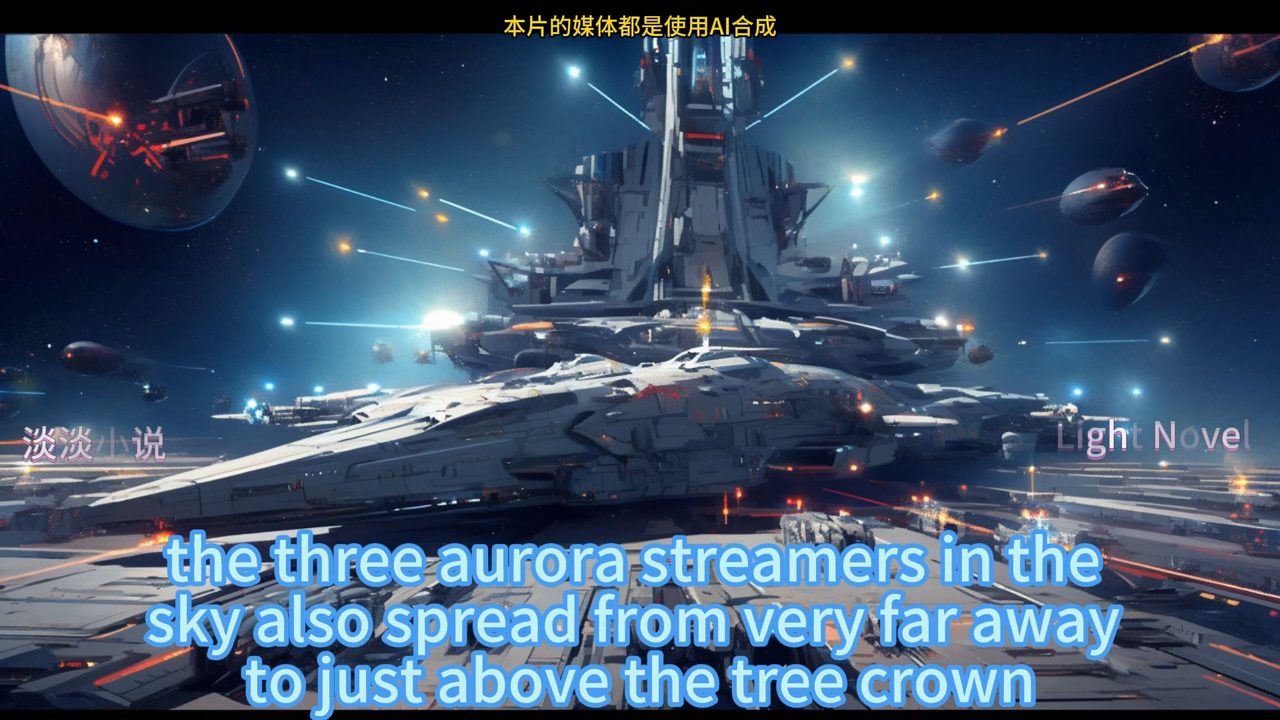 本片的媒体都是使用AI合成
淡淡小说
Light Novel
the three aurora streamers in the
sky also spread from very far away
to just above the tree crown